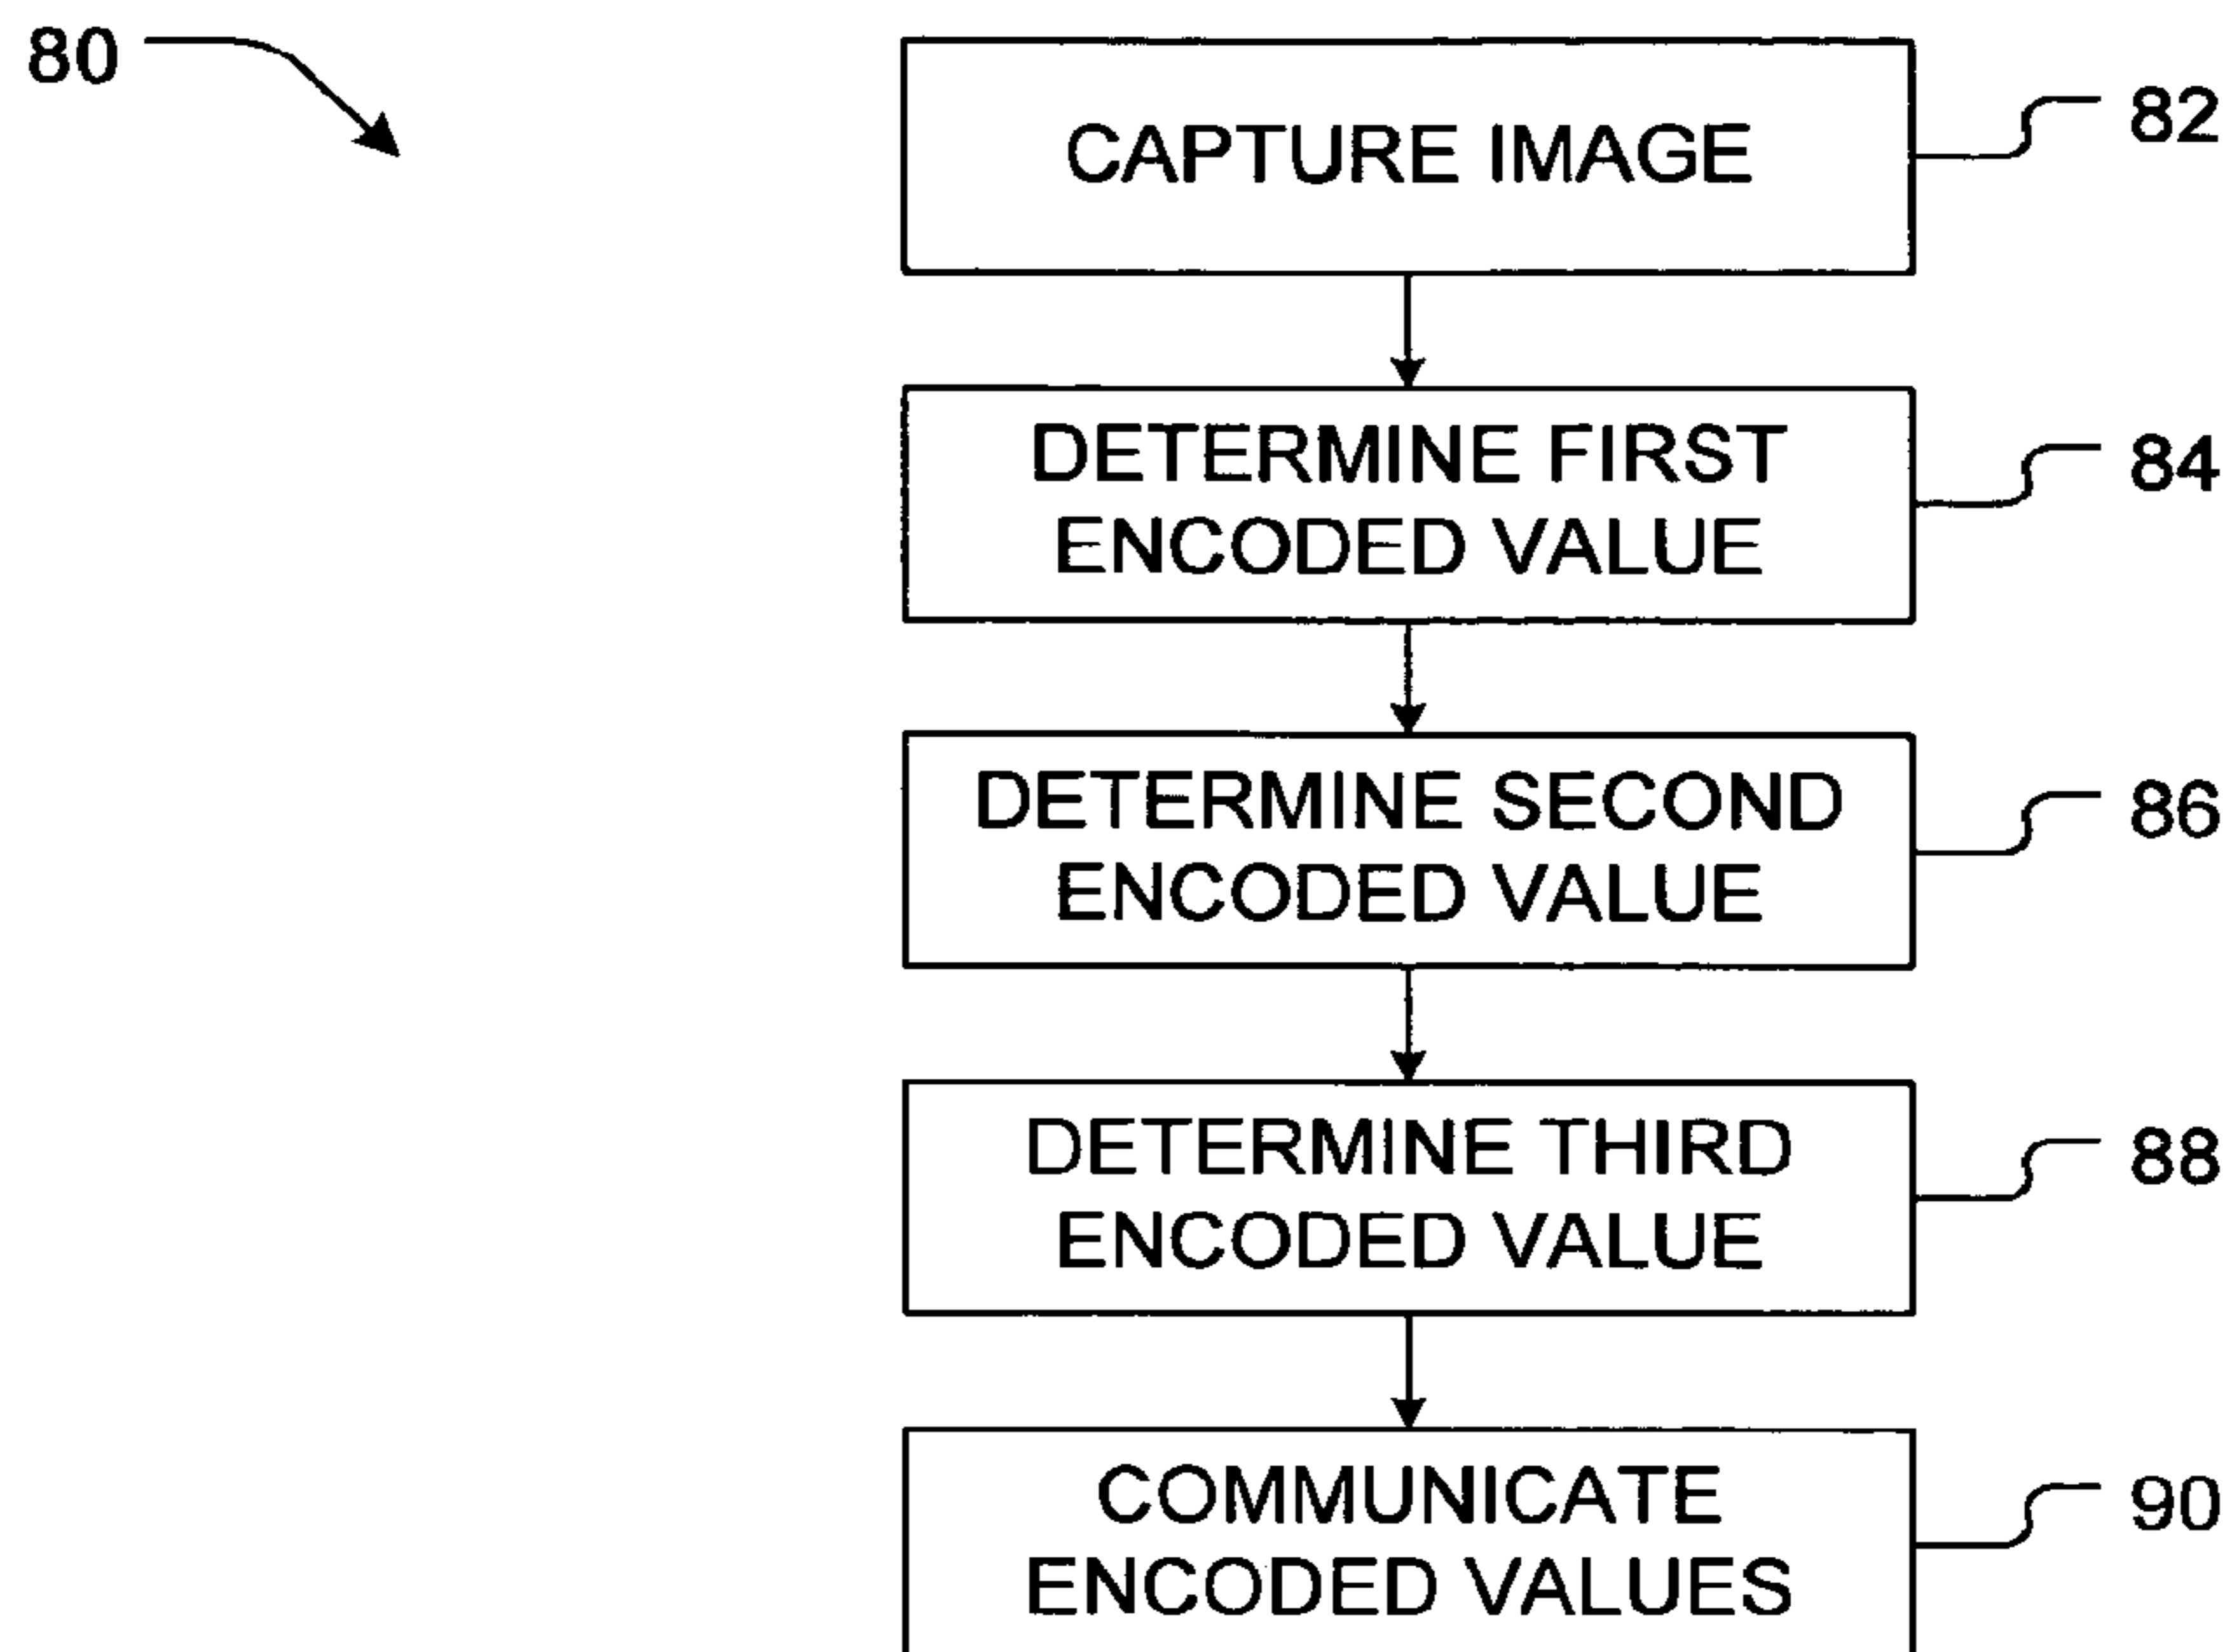 80
CAPTURE IMAGE
82
DETERMINE FIRST
ENCODED VALUE
84
DETERMINE SECOND
ENCODED VALUE
86
DETERMINE THIRD
ENCODED VALUE
88
COMMUNICATE
ENCODED VALUES
90